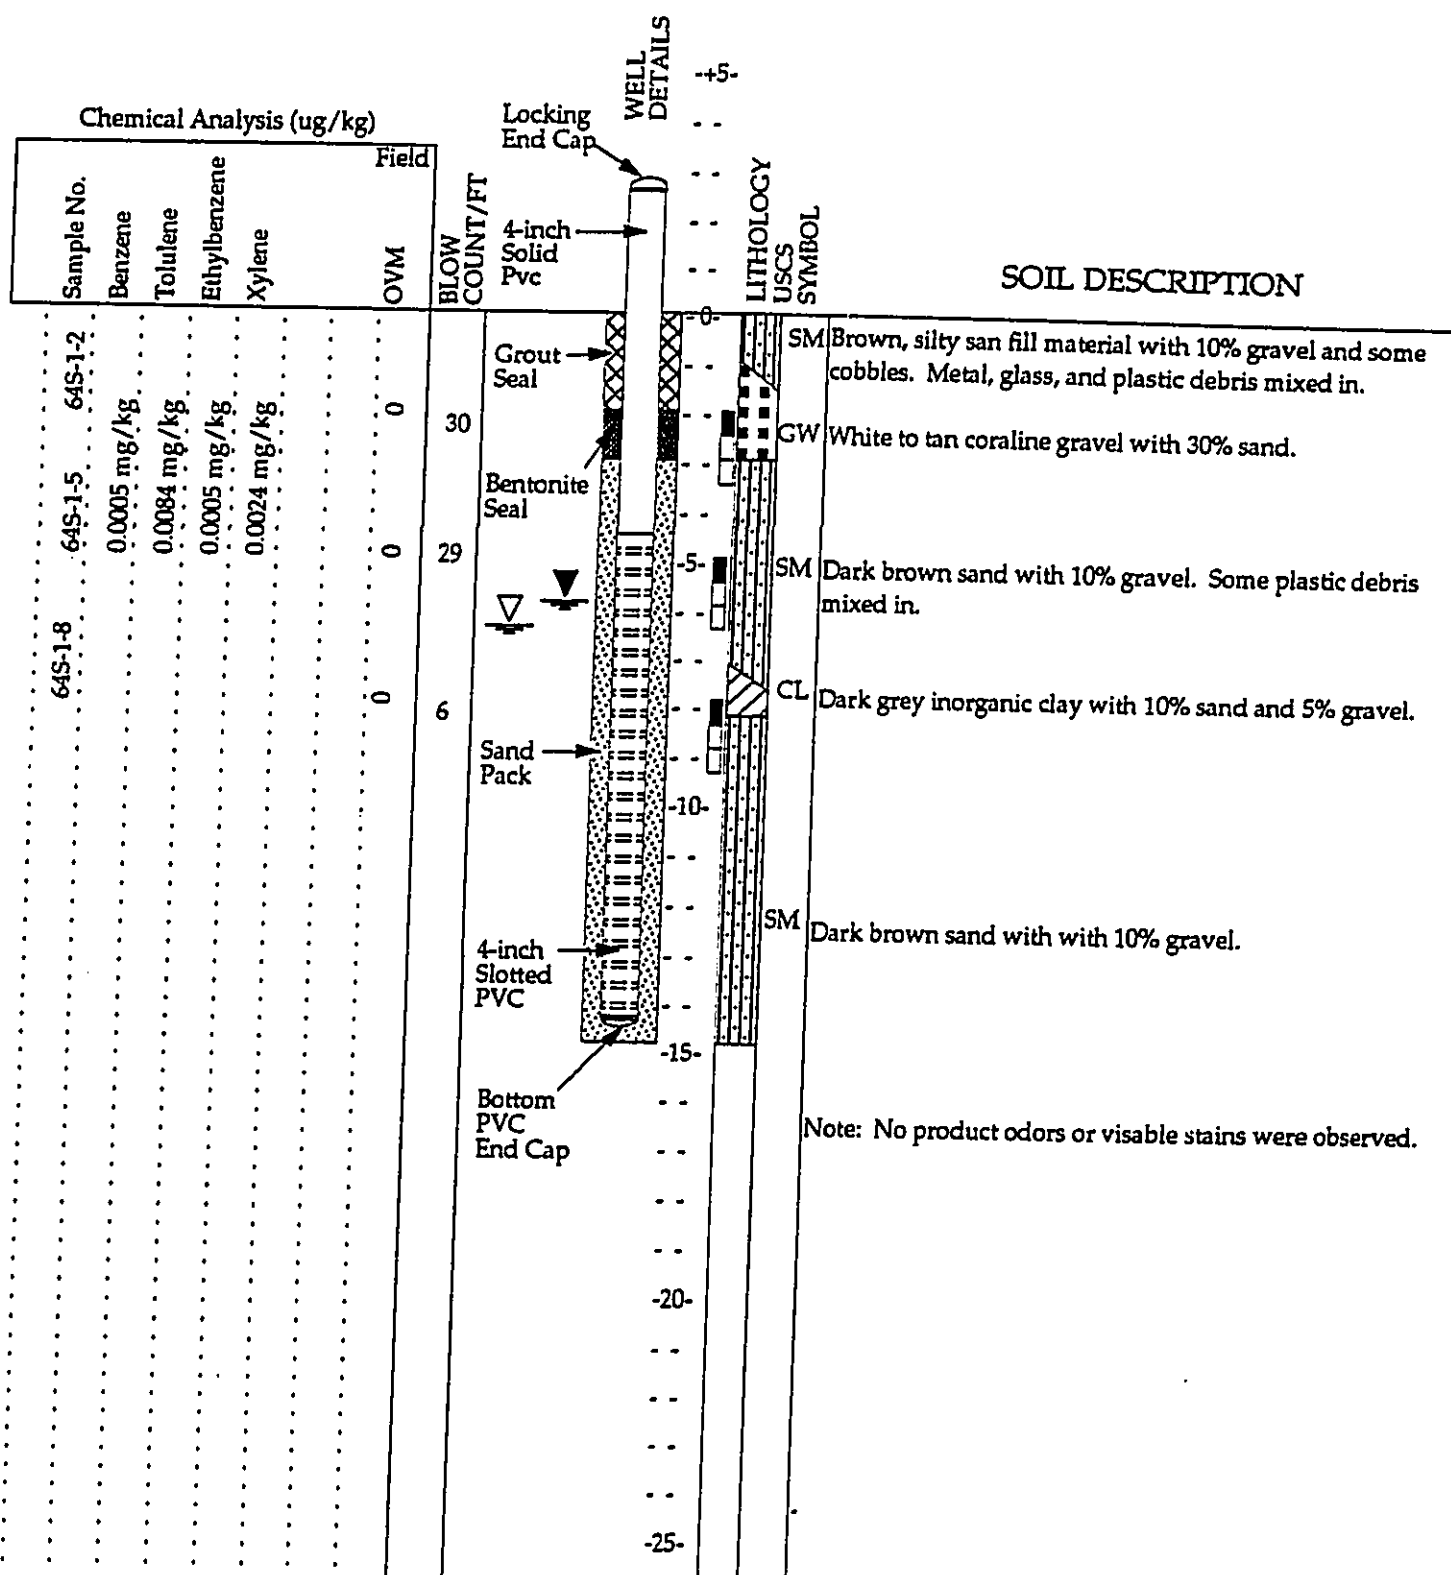 WELL
DETAILS
-+5-
Chemical Analysis (ug/kg)
Locking
End Cap
Field
Sample No.
Benzene
Tolulene
Ethylbenzene
Xylene
OVM
BLOW
COUNT/FT
4-inch
Solid
Pvc
LITHOLOGY
USCS
SYMBOL
SOIL DESCRIPTION
-0-
64S-1-2
0
30
Grout
Seal
SM
Brown, silty san fill material with 10% gravel and some
cobbles. Metal, glass, and plastic debris mixed in.
GW
White to tan coraline gravel with 30% sand.
Bentonite
Seal
64S-1-5
0.0005 mg/kg
0.0084 mg/kg
0.0005 mg/kg
0.0024 mg/kg
0
29
-5-
SM
Dark brown sand with 10% gravel. Some plastic debris
mixed in.
64S-1-8
0
6
CL
Dark grey inorganic clay with 10% sand and 5% gravel.
Sand
Pack
-10-
4-inch
Slotted
PVC
SM
Dark brown sand with with 10% gravel.
-15-
Bottom
PVC
End Cap
Note: No product odors or visable stains were observed.
-20-
-25-